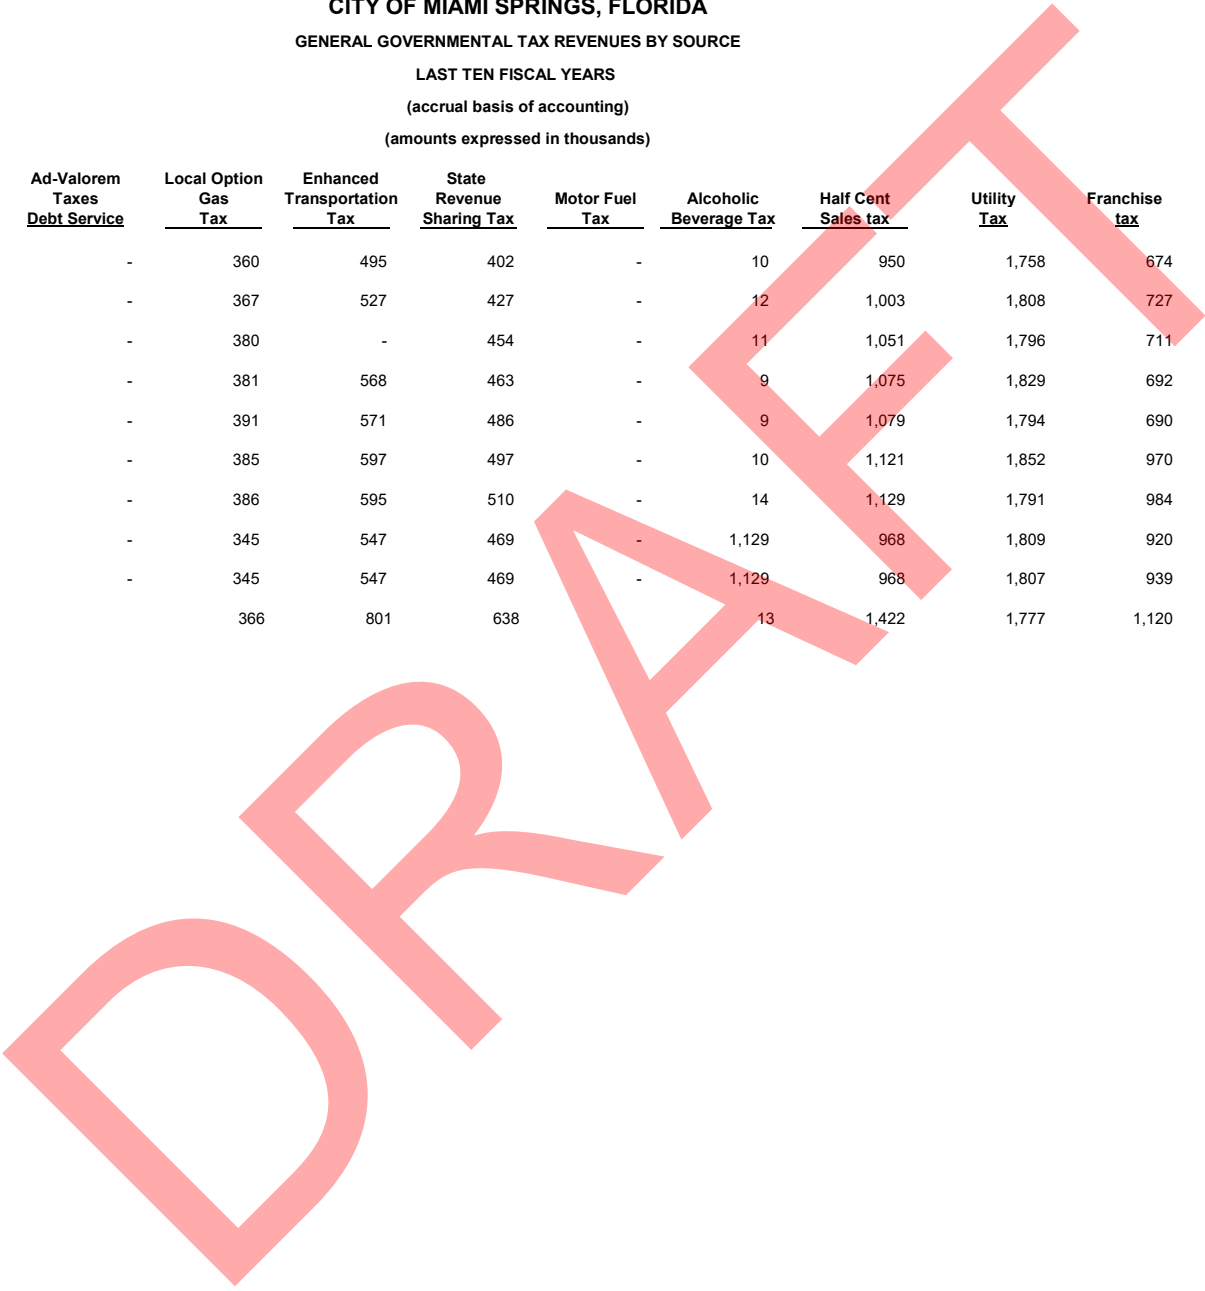 CITY OF MIAMI SPRINGS, FLORIDA
GENERAL GOVERNMENTAL TAX REVENUES BY SOURCE
LAST TEN FISCAL YEARS
(accrual basis of accounting)
(amounts expressed in thousands)
Ad-Valorem Local Option Enhanced State
Taxes Gas Transportation Revenue Motor Fuel Alcoholic Half Cent Utility Franchise
Debt Service Tax Tax Sharing Tax Tax Beverage Tax Sales tax Tax tax
- 360 495 402 - 10 950 1,758 674
- 367 527 427 - 12 1,003 1,808 727
- 380 - 454 - 11 1,051 1,796 711
- 381 568 463 - 9 1,075 1,829 692
- 391 571 486 - 9 1,079 1,794 690
- 385 597 497 - 10 1,121 1,852 970
- 386 595 510 - 14 1,129 1,791 984
- 345 547 469 - 1,129 968 1,809 920
- 345 547 469 - 1,129 968 1,807 939
366 801 638 13 1,422 1,777 1,120
DRAFT